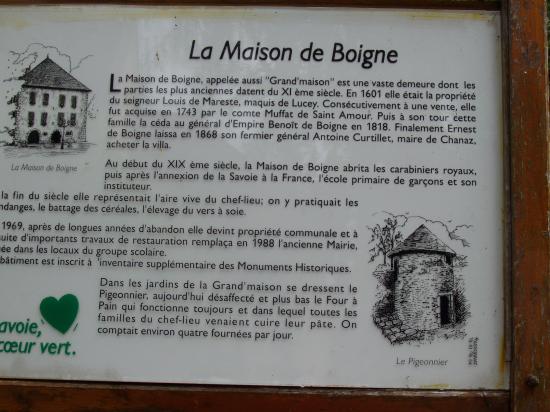 La Maison de Boigne
La Maison de Boigne, appelée aussi "Grand'maison" est une vaste demeure dont les
parties les plus anciennes datent du XI ème siècle. En 1601 elle était la propriété
du seigneur Louis de Mareste, maquis de Lucey. Consécutivement à une vente, elle
fut acquise en 1743 par le comte Muffat de Saint Amour. Puis à son tour cette
famille la céda au général d'Empire Benoît de Boigne en 1818. Finalement Ernest
de Boigne laissa en 1868 son fermier général Antoine Curtillet, maire de Chanaz,
acheter la villa.
La Maison de Boigne
Au début du XIX ème siècle, la Maison de Boigne abrita les carabiniers royaux,
puis après l'annexion de la Savoie à la France, l'école primaire de garçons et son
instituteur.
la fin du siècle elle représentait l'aire vive du chef-lieu; on y pratiquait les
ndanges, le battage des céréales, l'élevage du vers à soie.
1969, après de longues années d'abandon elle devint propriété communale et à
uite d'importants travaux de restauration remplaça en 1988 l'ancienne Mairie,
ée dans les locaux du groupe scolaire.
bâtiment est inscrit à 'inventaire supplémentaire des Monuments Historiques.
Dans les jardins de la Grand'maison se dressent le
Pigeonnier, aujourd'hui désaffecté et plus bas le Four à
Pain qui fonctionne toujours et dans lequel toutes les
familles du chef-lieu venaient cuire leur pâte. On
comptait environ quatre fournées par jour.
avoie,
cœur vert.
Le Pigeonnier